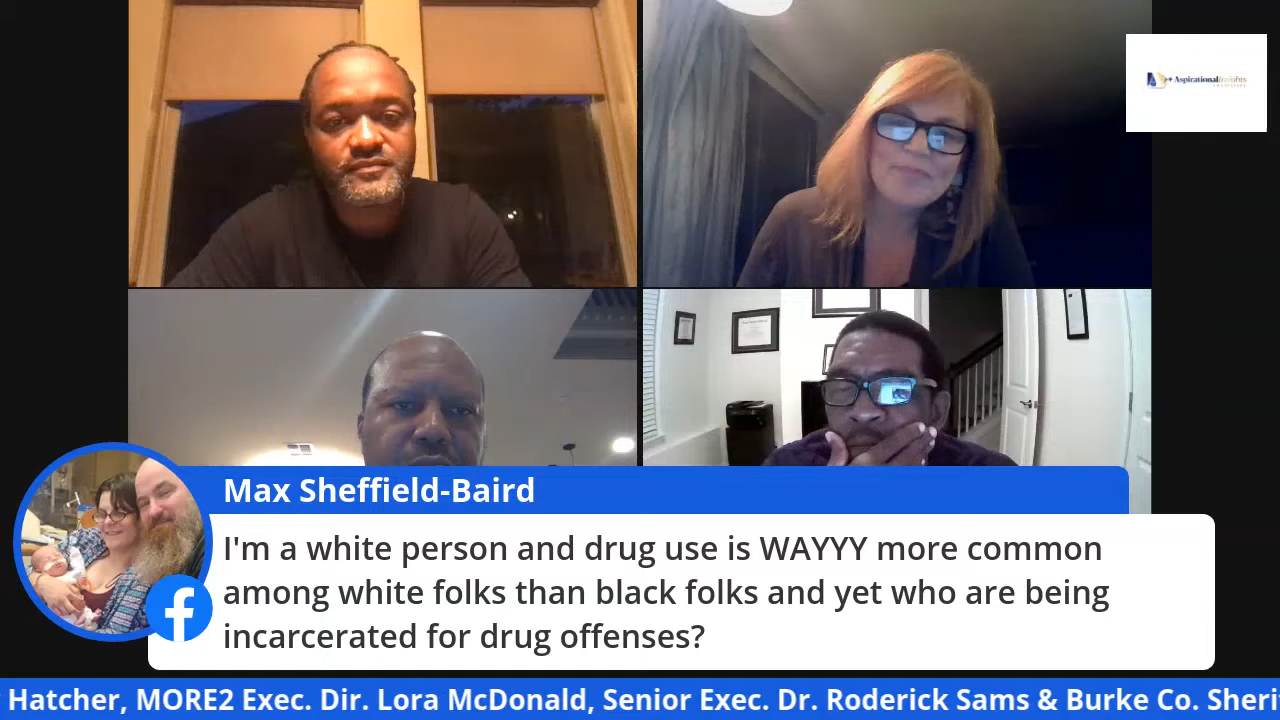 Aspirational
Max Sheffield-Baird
I'm a white person and drug use is WAYYY more common
among white folks than black folks and yet who are being
incarcerated for drug offenses?
Hatcher, MORE2 Exec. Dir. Lora McDonald, Senior Exec. Dr. Roderick Sams & Burke Co. Sheri